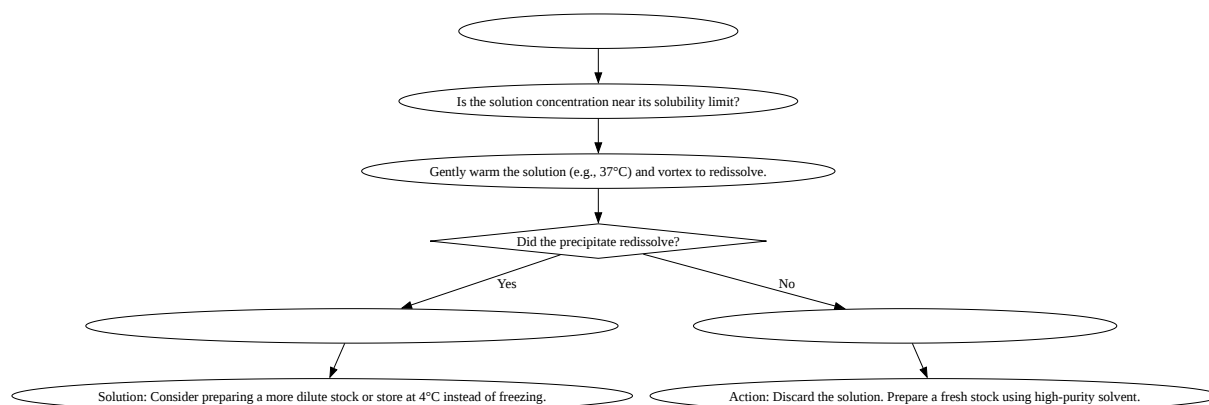 Is the solution concentration near its solubility limit?
Gently warm the solution (e.g., 37°C) and vortex to redissolve.
Did the precipitate redissolve?
Yes
No
Solution: Consider preparing a more dilute stock or store at 4°C instead of freezing.
Action: Discard the solution. Prepare a fresh stock using high-purity solvent.